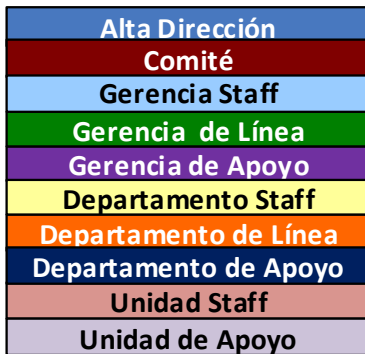 Alta Dirección
Comité
Gerencia Staff
Gerencia de Línea
Gerencia de Apoyo
Departamento Staff
Departamento de Línea
Departamento de Apoyo
Unidad Staff
Unidad de Apoyo